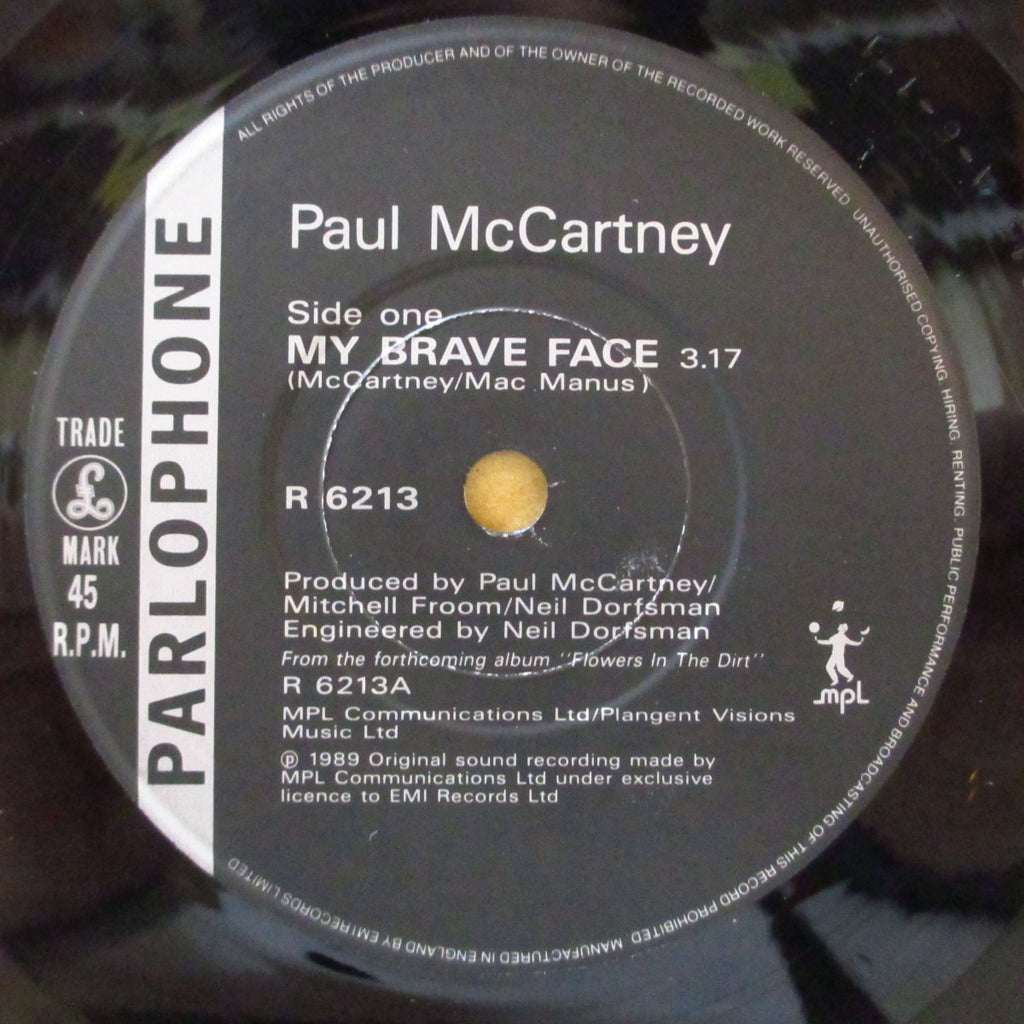 ALL RIGHTS OF THE PRODUCER AND OF THE OWNER OF THE RECORDED WORK RESERVED UNAUTHORISED COPYING. HIRING. RENTING. PUBLIC PERFORMANCE AND BROADCASTING OF THIS RECORD PROHIBITED MANUFACTURED IN ENGLAND BY EMI RECORDS LIMITED
PARLOPHONE
TRADE
£
MARK
45
R.P.M.
Paul McCartney
Side one
MY BRAVE FACE 3.17
(McCartney/Mac Manus)
R 6213
Produced by Paul McCartney/
Mitchell Froom/Neil Dorfsman
Engineered by Neil Dorfsman
From the forthcoming album "Flowers In The Dirt"
R 6213A
MPL Communications Ltd/Plangent Visions
Music Ltd
℗ 1989 Original sound recording made by
MPL Communications Ltd under exclusive
licence to EMI Records Ltd
mpL